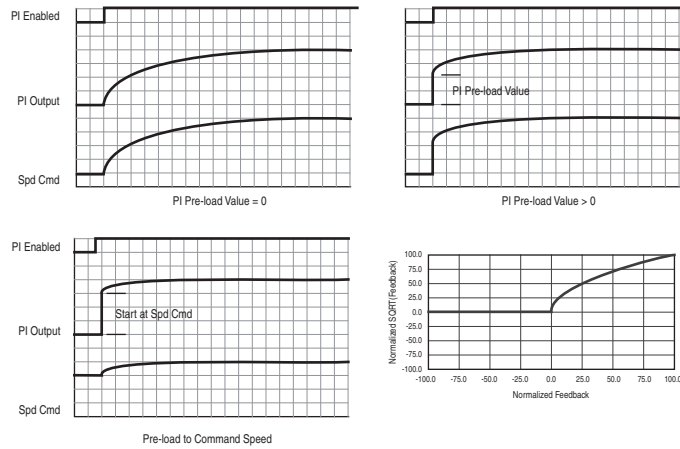 PI Enabled
PI Output
Spd Cmd
PI Pre-load Value = 0
PI Pre-load Value
PI Pre-load Value > 0
PI Enabled
PI Output
Start at Spd Cmd
Spd Cmd
Pre-load to Command Speed
Normalized SQRT(Feedback)
100.0
75.0
50.0
25.0
0.0
-25.0
-50.0
-75.0
-100.0
-100.0 -75.0 -50.0 -25.0 0.0 25.0 50.0 75.0 100.0
Normalized Feedback